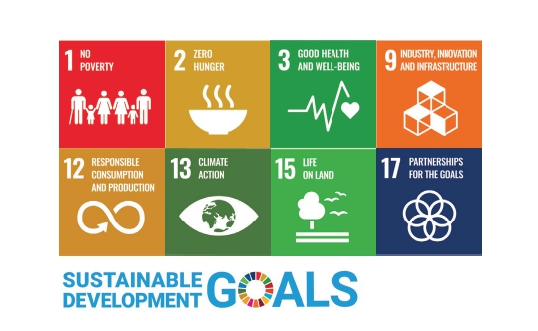 1 NO
POVERTY
2 ZERO
HUNGER
3 GOOD HEALTH
AND WELL-BEING
9 INDUSTRY, INNOVATION
AND INFRASTRUCTURE
12 RESPONSIBLE
CONSUMPTION
AND PRODUCTION
13 CLIMATE
ACTION
15 LIFE
ON LAND
17 PARTNERSHIPS
FOR THE GOALS
SUSTAINABLE
DEVELOPMENT GOALS